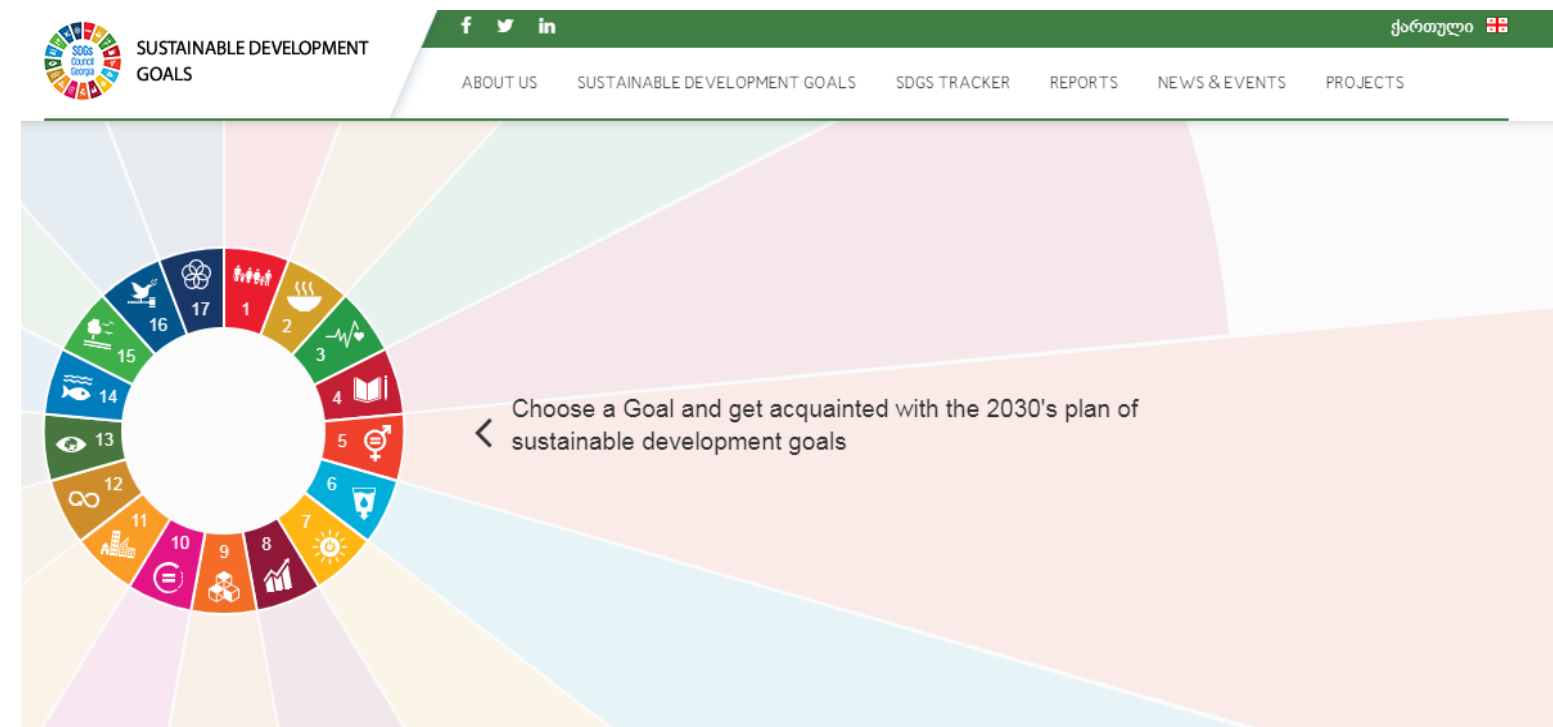 f in
ქართული
SDGs
Council
Georgia
SUSTAINABLE DEVELOPMENT
GOALS
ABOUT US SUSTAINABLE DEVELOPMENT GOALS SDGS TRACKER REPORTS NEWS & EVENTS PROJECTS
1
2
3
4
5
6
7
8
9
10
11
12
13
14
15
16
17
Choose a Goal and get acquainted with the 2030's plan of
sustainable development goals